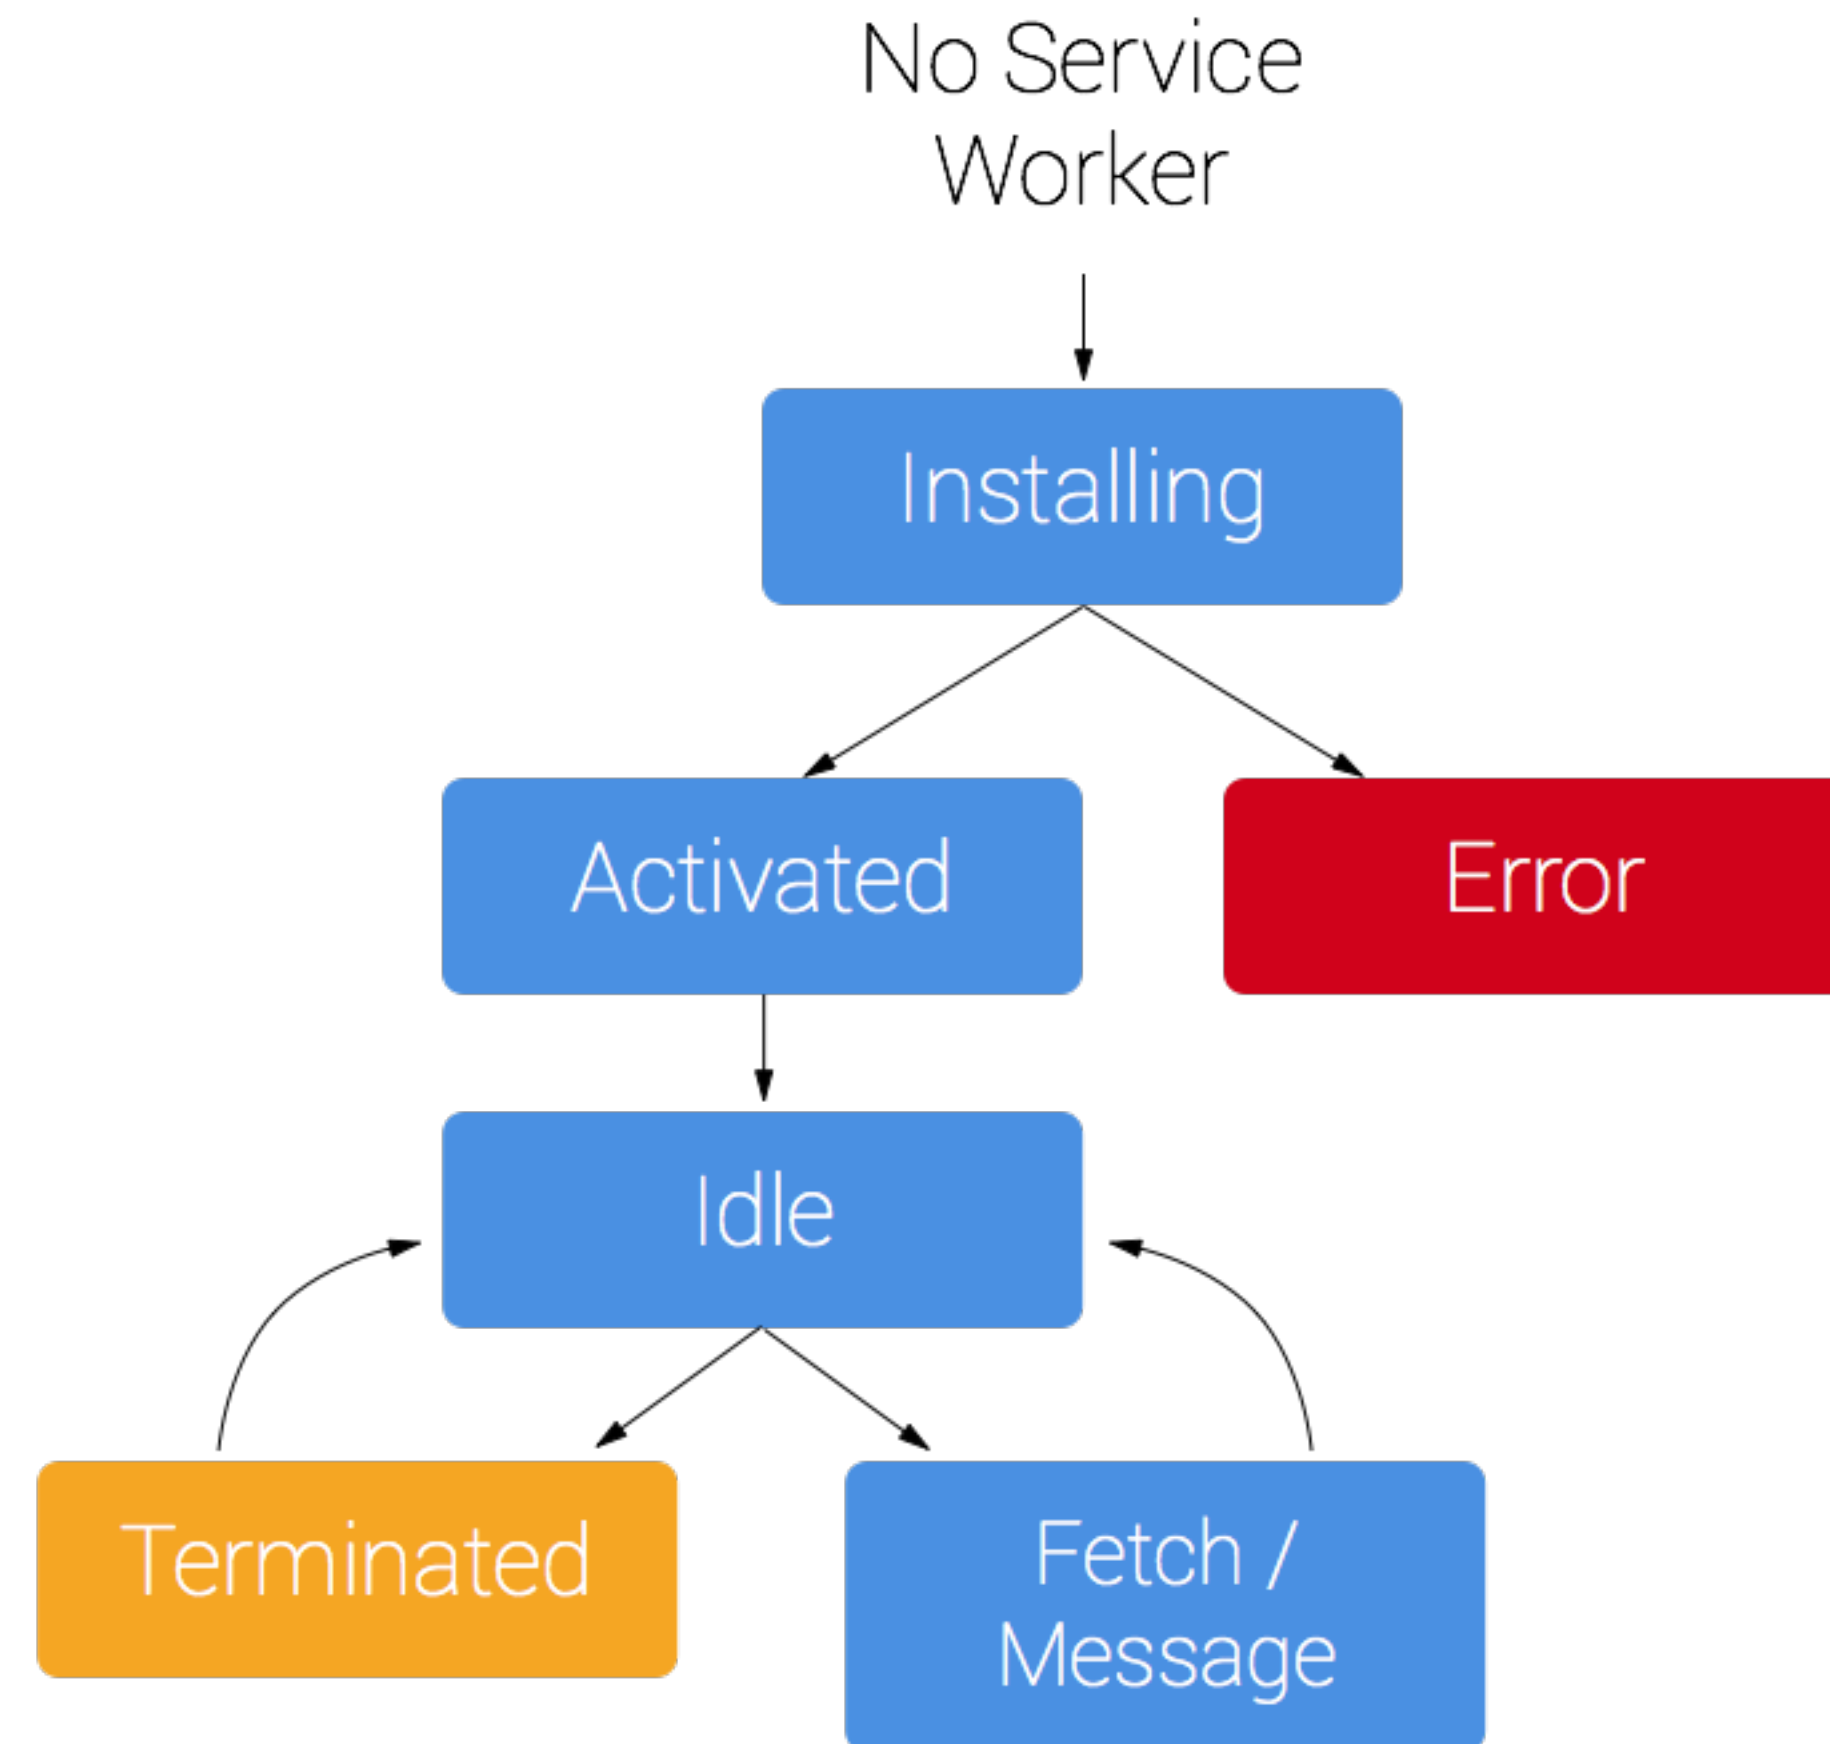 No Service
Worker
Installing
Activated
Error
Idle
Terminated
Fetch /
Message